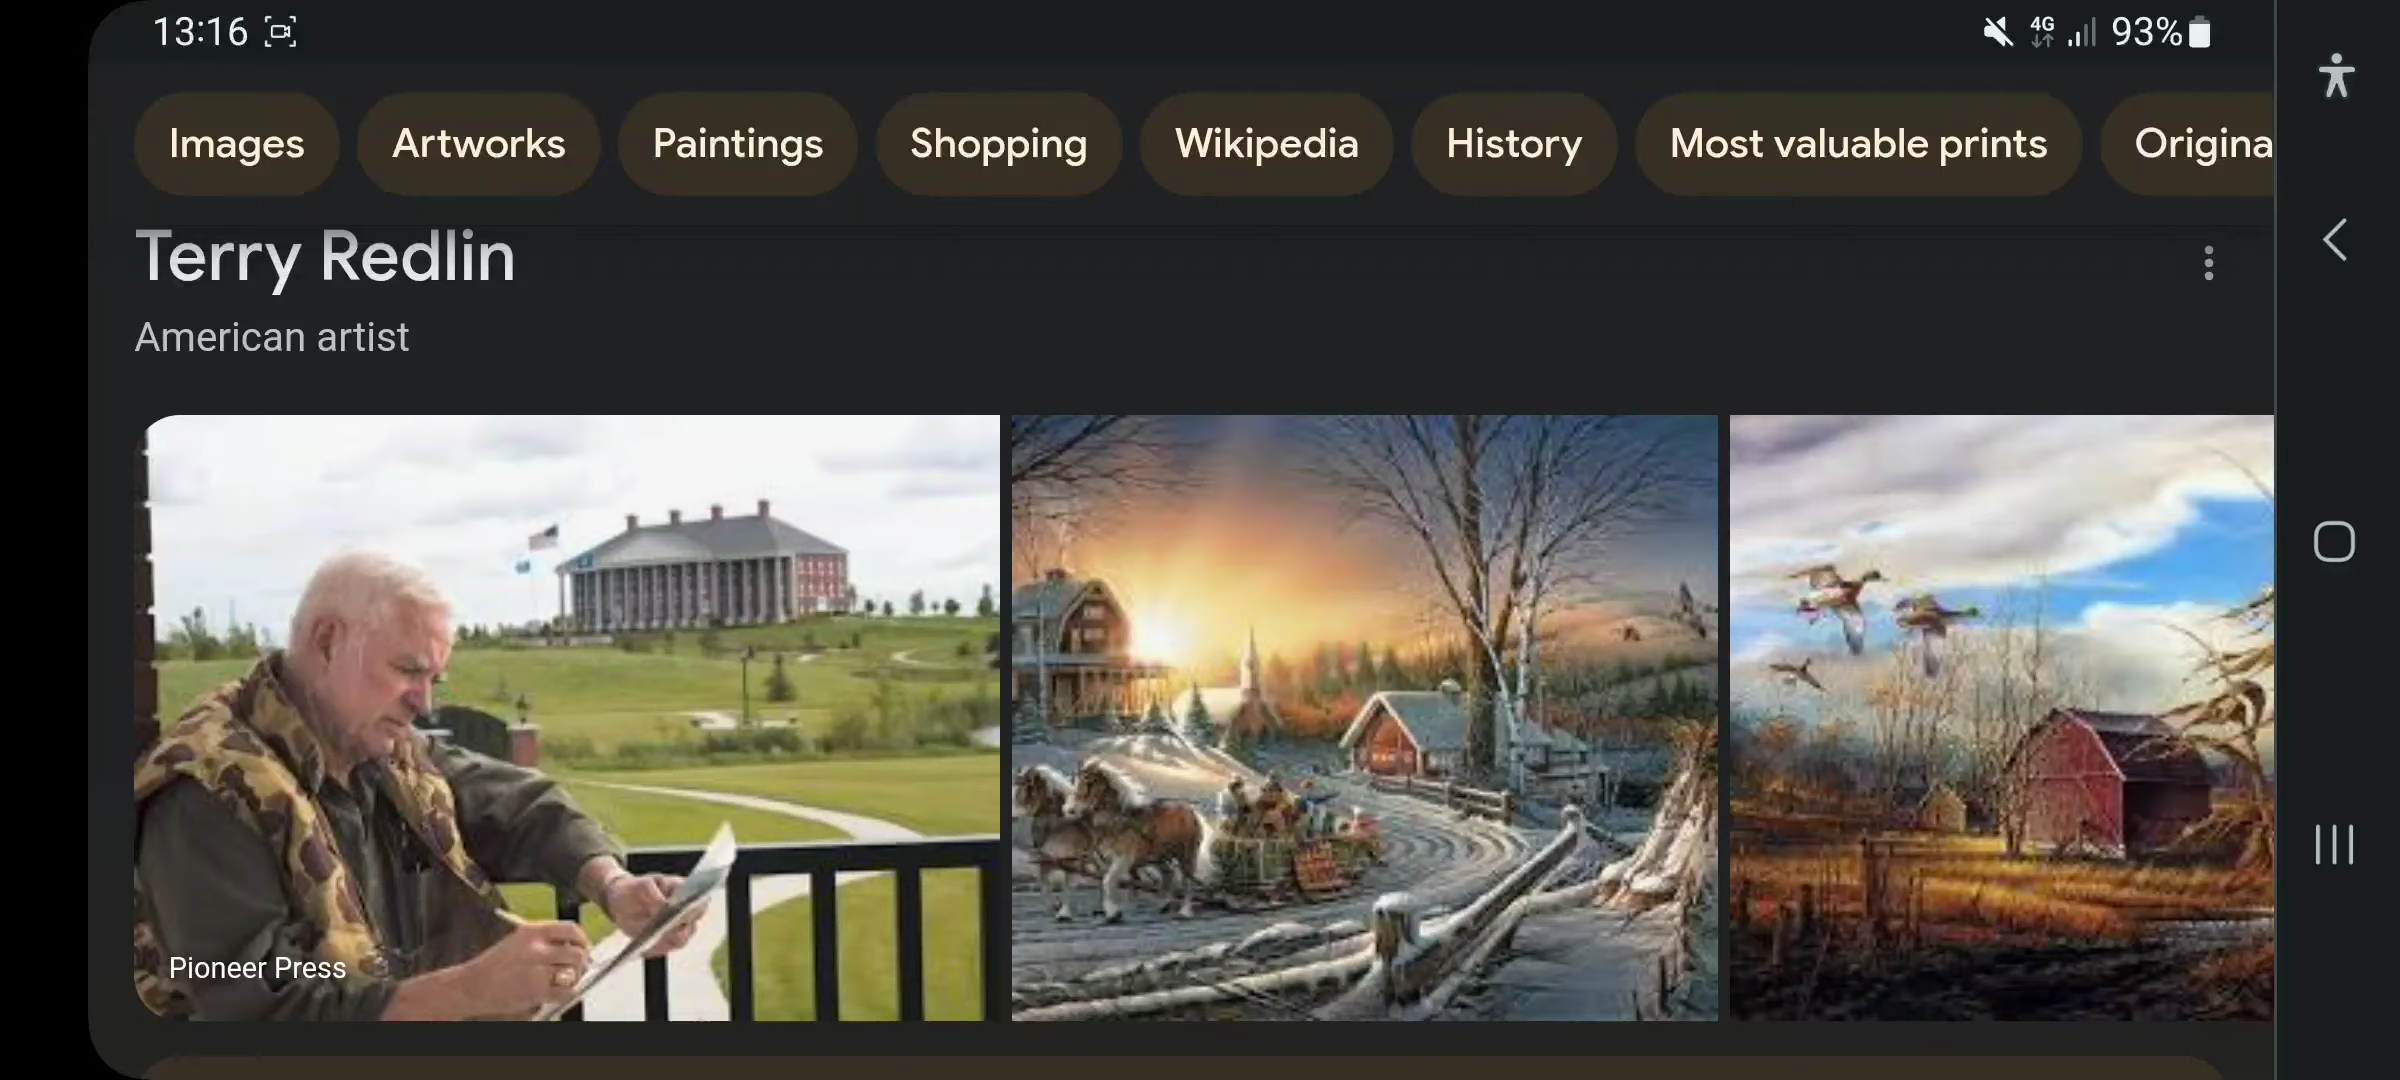 13:16 4G 93%
Images Artworks Paintings Shopping Wikipedia History Most valuable prints Origina
Terry Redlin
American artist
Pioneer Press